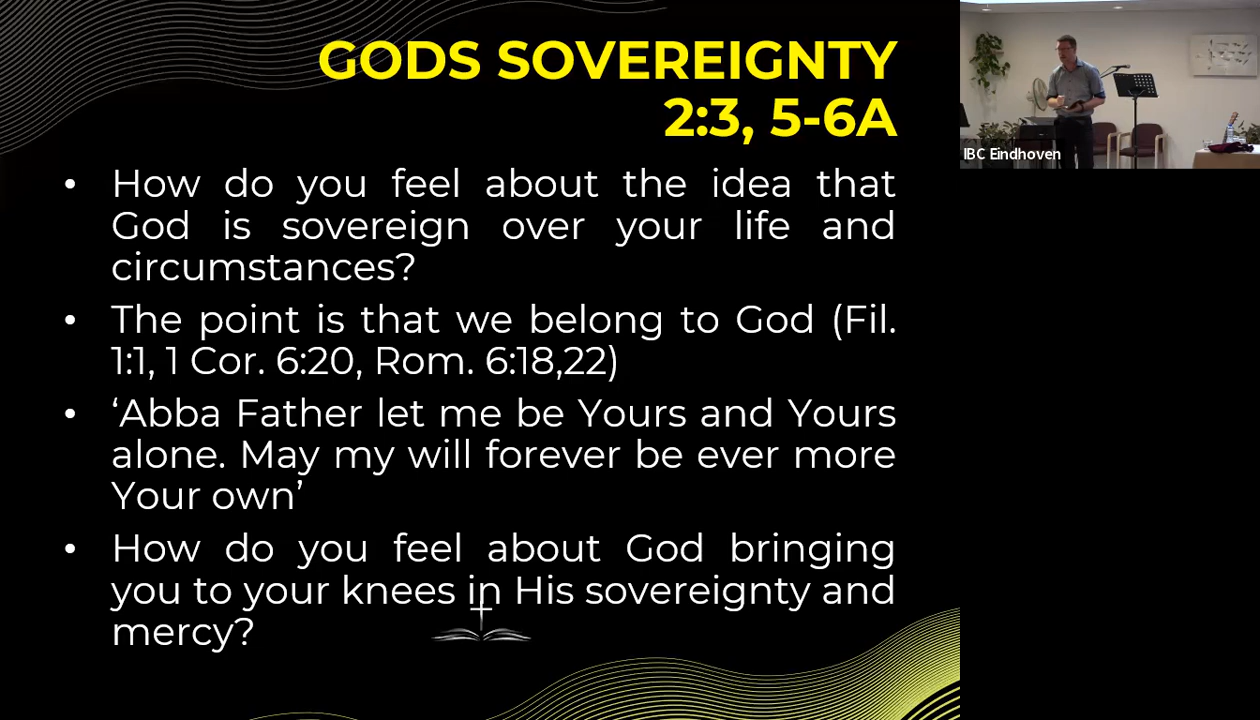 GODS SOVEREIGNTY
2:3, 5-6A
• How do you feel about the idea that
God is sovereign over your life and
circumstances?
• The point is that we belong to God (Fil.
1:1, 1 Cor. 6:20, Rom. 6:18,22)
• ‘Abba Father let me be Yours and Yours
alone. May my will forever be ever more
Your own’
• How do you feel about God bringing
you to your knees in His sovereignty and
mercy?
IBC Eindhoven